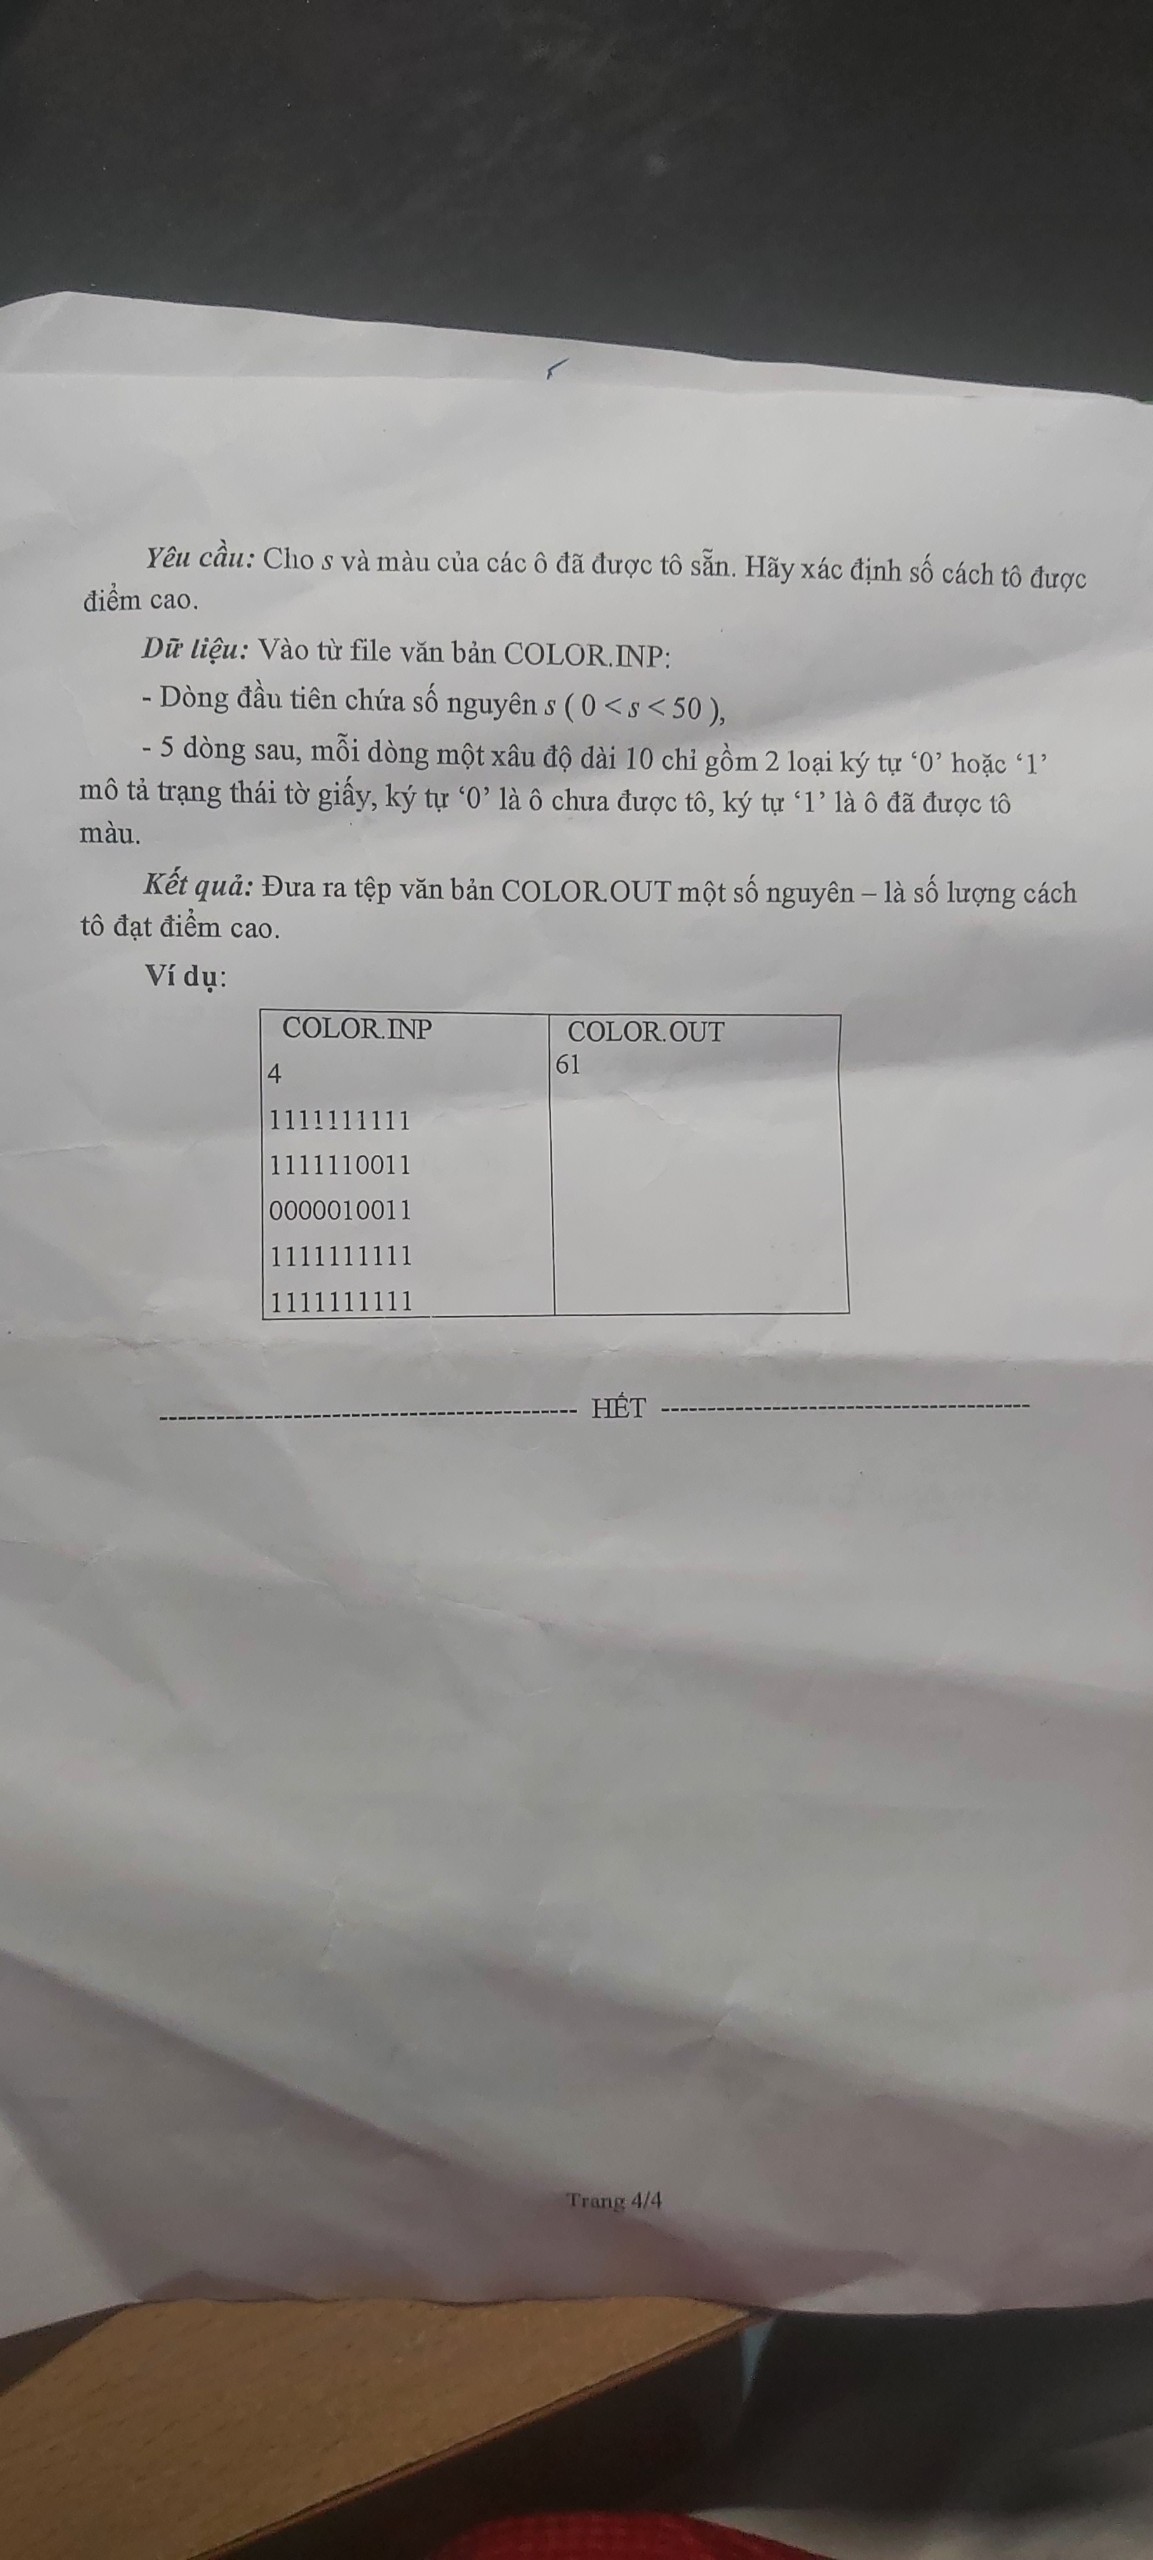 Yêu cầu: Cho s và màu của các ô đã được tô sẵn. Hãy xác định số cách tô được
điểm cao.
Dữ liệu: Vào từ file văn bản COLOR.INP:
- Dòng đầu tiên chứa số nguyên s ( 0 < s < 50 ),
- 5 dòng sau, mỗi dòng một xâu độ dài 10 chỉ gồm 2 loại ký tự ‘0’ hoặc ‘1’
mô tả trạng thái tờ giấy, ký tự ‘0’ là ô chưa được tô, ký tự ‘1’ là ô đã được tô
màu.
Kết quả: Đưa ra tệp văn bản COLOR.OUT một số nguyên – là số lượng cách
tô đạt điểm cao.
Ví dụ:
COLOR.INP COLOR.OUT
4 61
1111111111
1111110011
0000010011
1111111111
1111111111
---------------------------------------- HẾT ----------------------------------------
Trang 4/4